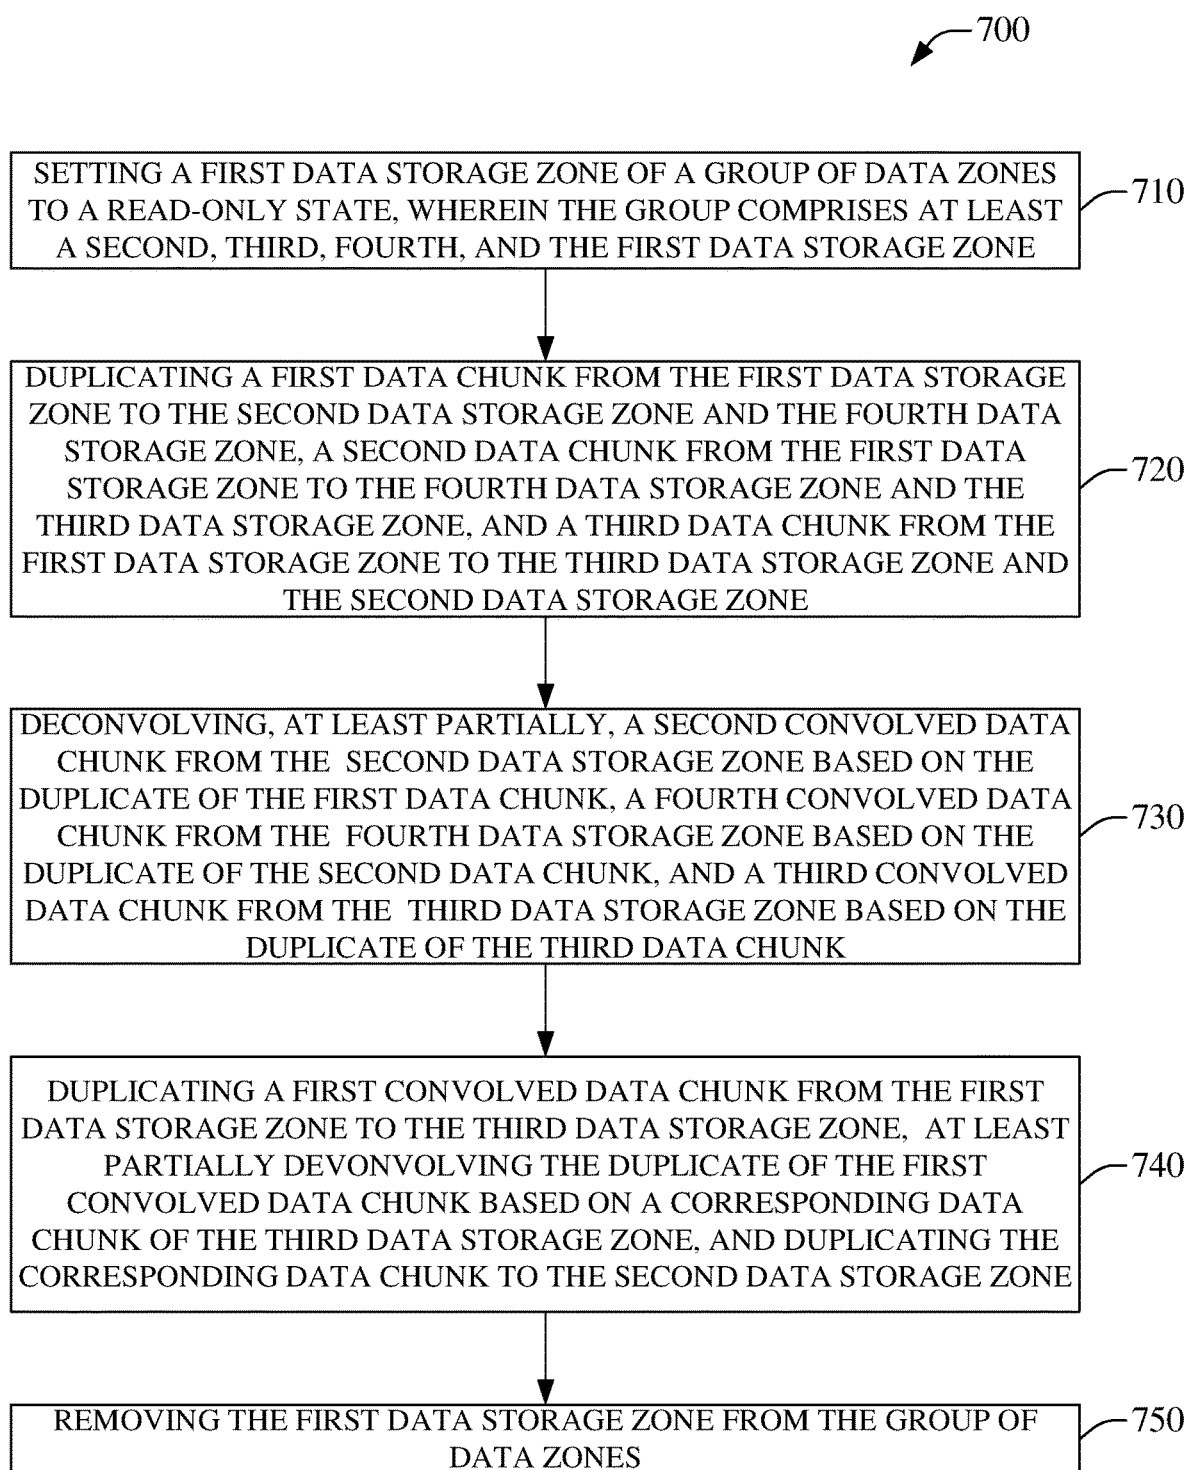 700
SETTING A FIRST DATA STORAGE ZONE OF A GROUP OF DATA ZONES
TO A READ-ONLY STATE, WHEREIN THE GROUP COMPRISES AT LEAST
A SECOND, THIRD, FOURTH, AND THE FIRST DATA STORAGE ZONE
710
DUPLICATING A FIRST DATA CHUNK FROM THE FIRST DATA STORAGE
ZONE TO THE SECOND DATA STORAGE ZONE AND THE FOURTH DATA
STORAGE ZONE, A SECOND DATA CHUNK FROM THE FIRST DATA
STORAGE ZONE TO THE FOURTH DATA STORAGE ZONE AND THE
THIRD DATA STORAGE ZONE, AND A THIRD DATA CHUNK FROM THE
FIRST DATA STORAGE ZONE TO THE THIRD DATA STORAGE ZONE AND
THE SECOND DATA STORAGE ZONE
720
DECONVOLVING, AT LEAST PARTIALLY, A SECOND CONVOLVED DATA
CHUNK FROM THE SECOND DATA STORAGE ZONE BASED ON THE
DUPLICATE OF THE FIRST DATA CHUNK, A FOURTH CONVOLVED DATA
CHUNK FROM THE FOURTH DATA STORAGE ZONE BASED ON THE
DUPLICATE OF THE SECOND DATA CHUNK, AND A THIRD CONVOLVED
DATA CHUNK FROM THE THIRD DATA STORAGE ZONE BASED ON THE
DUPLICATE OF THE THIRD DATA CHUNK
730
DUPLICATING A FIRST CONVOLVED DATA CHUNK FROM THE FIRST
DATA STORAGE ZONE TO THE THIRD DATA STORAGE ZONE, AT LEAST
PARTIALLY DEVONVOLVING THE DUPLICATE OF THE FIRST
CONVOLVED DATA CHUNK BASED ON A CORRESPONDING DATA
CHUNK OF THE THIRD DATA STORAGE ZONE, AND DUPLICATING THE
CORRESPONDING DATA CHUNK TO THE SECOND DATA STORAGE ZONE
740
REMOVING THE FIRST DATA STORAGE ZONE FROM THE GROUP OF
DATA ZONES
750